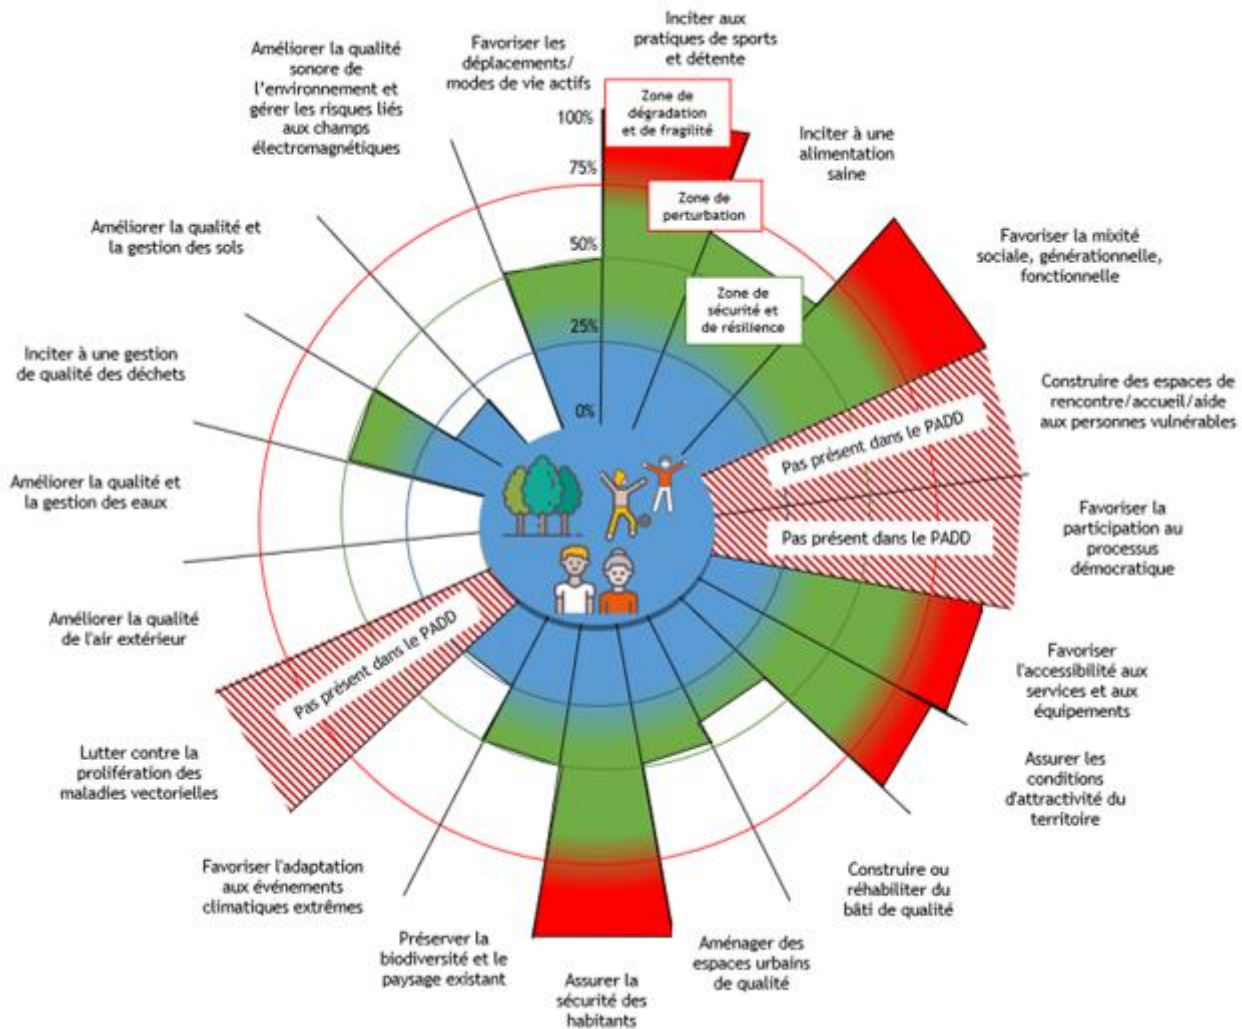 Inciter aux
pratiques de sports
et détente
Favoriser les
déplacements/
modes de vie actifs
Améliorer la qualité
sonore de
l'environnement et
gérer les risques liés
aux champs
électromagnétiques
100%
75%
50%
25%
0%
Zone de
dégradation
et de fragilité
Zone de
perturbation
Zone de
sécurité et
de résilience
Inciter à une
alimentation
saine
Favoriser la mixité
sociale, générationnelle,
fonctionnelle
Améliorer la qualité et
la gestion des sols
Inciter à une gestion
de qualité des déchets
Construire des espaces de
rencontre/accueil/aide
aux personnes vulnérables
Pas présent dans le PADD
Pas présent dans le PADD
Améliorer la qualité et
la gestion des eaux
Favoriser la
participation au
processus
démocratique
Améliorer la qualité
de l'air extérieur
Pas présent dans le PADD
Favoriser
l'accessibilité aux
services et aux
équipements
Lutter contre la
prolifération des
maladies vectorielles
Assurer les
conditions
d'attractivité du
territoire
Favoriser l'adaptation
aux événements
climatiques extrêmes
Construire ou
réhabiliter du
bâti de qualité
Préserver la
biodiversité et le
paysage existant
Assurer la
sécurité des
habitants
Aménager des
espaces urbains
de qualité